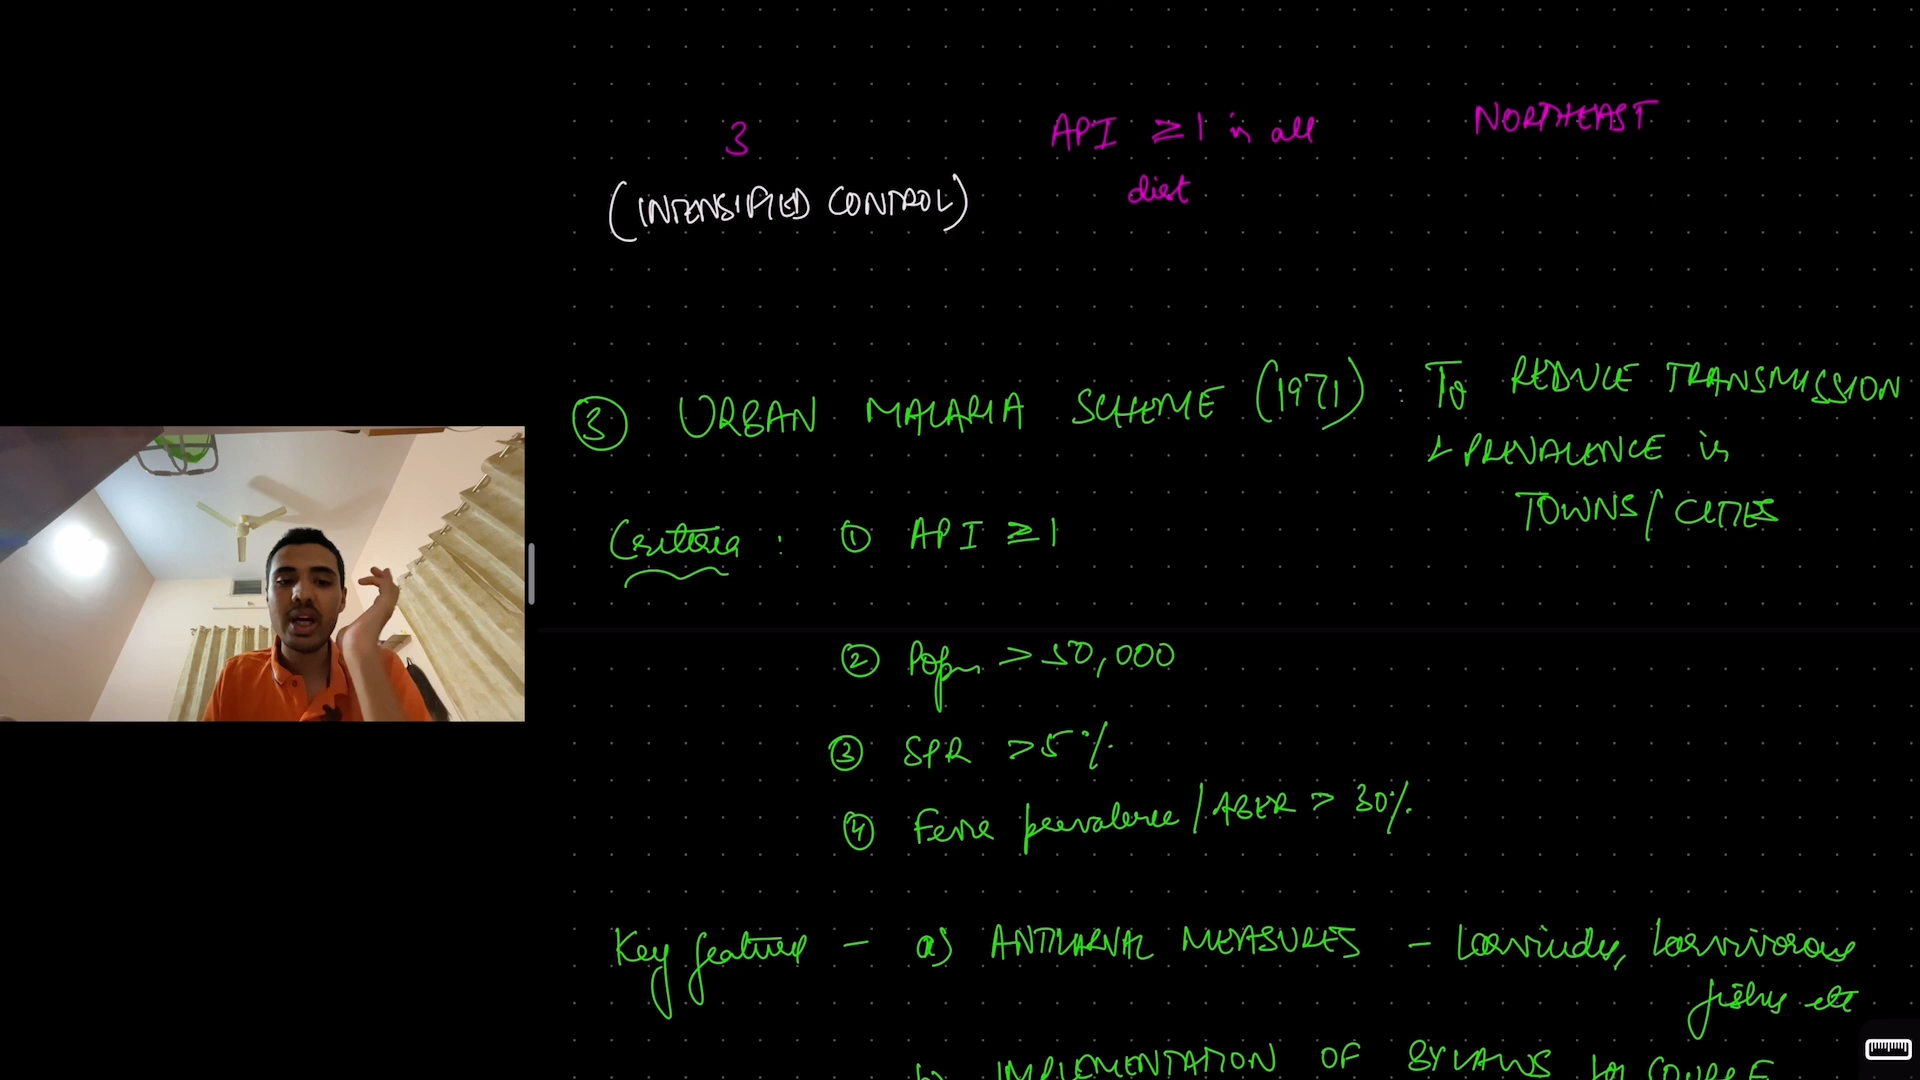 3 API ≥ 1 in all NORTHEAST
(INTENSIFIED CONTROL) dist
③ URBAN MALARIA SCHEME (1971) : To REDUCE TRANSMISSION
& PREVALENCE in
TOWNS/CITIES
Criteria : ① API ≥ 1
② Popn > 50,000
③ SPR > 5%
④ Fever prevalence / ABER > 30%
Key features - a) ANTILARVAL MEASURES - Larvicides, larvivorous
fishes etc
b) IMPLEMENTATION OF BYLAWS